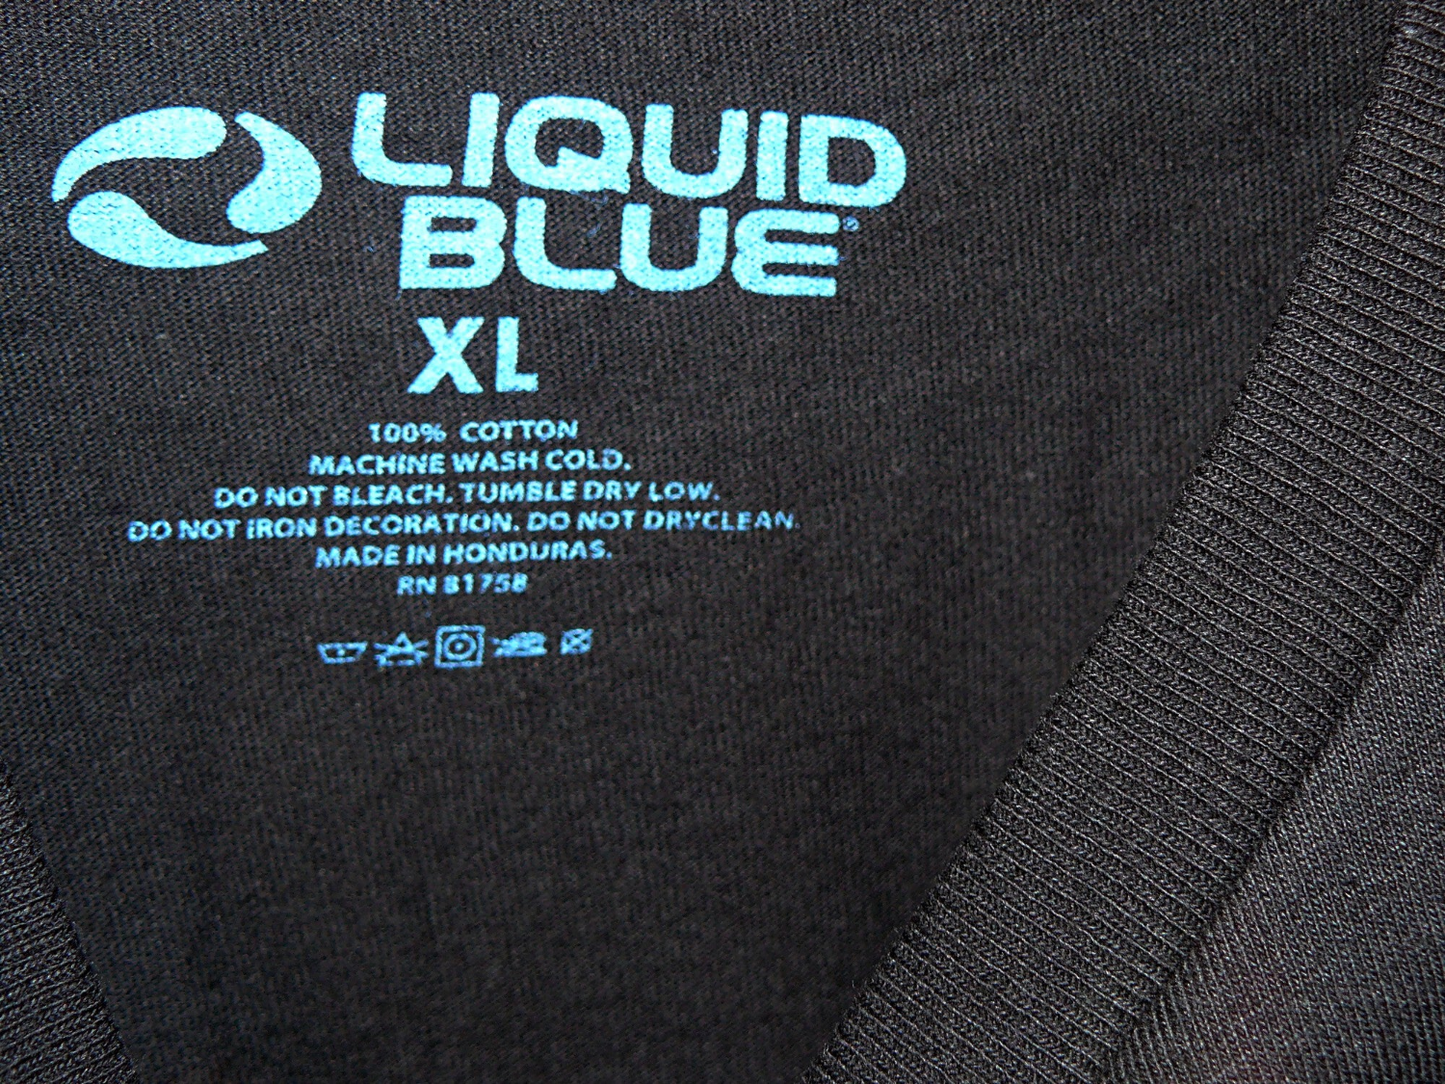 LIQUID
BLUE®
XL
100% COTTON
MACHINE WASH COLD.
DO NOT BLEACH. TUMBLE DRY LOW.
DO NOT IRON DECORATION. DO NOT DRYCLEAN.
MADE IN HONDURAS.
RN 81758